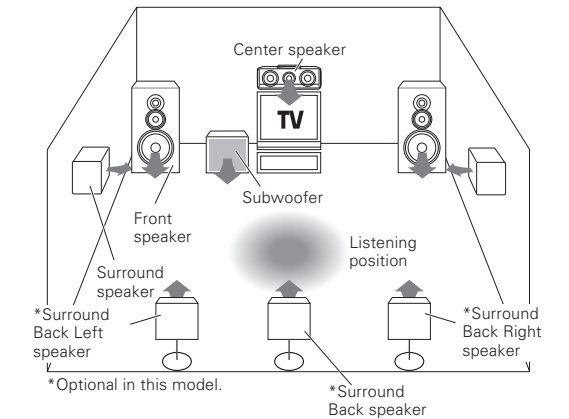 Center speaker
TV
Subwoofer
Front
speaker
Listening
position
Surround
speaker
*Surround
Back Left
speaker
*Surround
Back Right
speaker
*Optional in this model.
*Surround
Back speaker